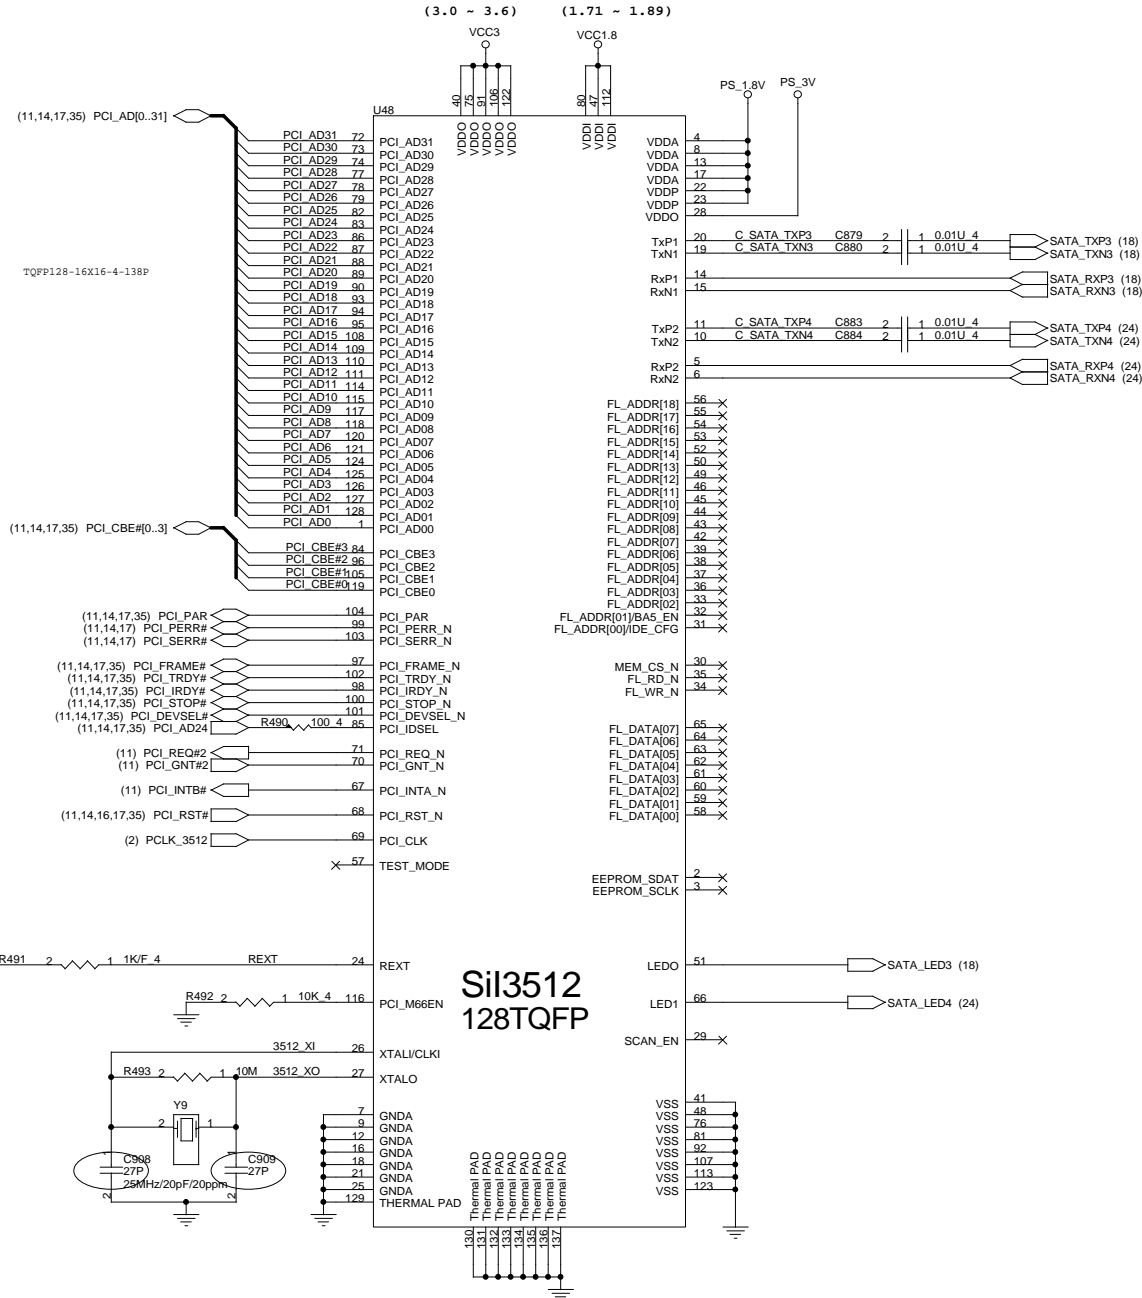 (3.0 ~ 3.6) (1.71 ~ 1.89)
VCC3 VCC1.8
PS_1.8V PS_3V
40 75 91 106 122 80 47 112
VDDO VDDO VDDO VDDO VDDO VDDI VDDI VDDI
U48
(11,14,17,35) PCI_AD[0..31]
PCI_AD31 72 PCI_AD31
PCI_AD30 73 PCI_AD30
PCI_AD29 74 PCI_AD29
PCI_AD28 77 PCI_AD28
PCI_AD27 78 PCI_AD27
PCI_AD26 79 PCI_AD26
PCI_AD25 82 PCI_AD25
PCI_AD24 83 PCI_AD24
PCI_AD23 86 PCI_AD23
PCI_AD22 87 PCI_AD22
PCI_AD21 88 PCI_AD21
PCI_AD20 89 PCI_AD20
PCI_AD19 90 PCI_AD19
PCI_AD18 93 PCI_AD18
PCI_AD17 94 PCI_AD17
PCI_AD16 95 PCI_AD16
PCI_AD15 108 PCI_AD15
PCI_AD14 109 PCI_AD14
PCI_AD13 110 PCI_AD13
PCI_AD12 111 PCI_AD12
PCI_AD11 114 PCI_AD11
PCI_AD10 115 PCI_AD10
PCI_AD9 117 PCI_AD09
PCI_AD8 118 PCI_AD08
PCI_AD7 120 PCI_AD07
PCI_AD6 121 PCI_AD06
PCI_AD5 124 PCI_AD05
PCI_AD4 125 PCI_AD04
PCI_AD3 126 PCI_AD03
PCI_AD2 127 PCI_AD02
PCI_AD1 128 PCI_AD01
PCI_AD0 1 PCI_AD00
TQFP128-16X16-4-138P
(11,14,17,35) PCI_CBE#[0..3]
PCI_CBE#3 84 PCI_CBE3
PCI_CBE#2 96 PCI_CBE2
PCI_CBE#1 105 PCI_CBE1
PCI_CBE#0 119 PCI_CBE0
(11,14,17,35) PCI_PAR 104 PCI_PAR
(11,14,17) PCI_PERR# 99 PCI_PERR_N
(11,14,17) PCI_SERR# 103 PCI_SERR_N
(11,14,17,35) PCI_FRAME# 97 PCI_FRAME_N
(11,14,17,35) PCI_TRDY# 102 PCI_TRDY_N
(11,14,17,35) PCI_IRDY# 98 PCI_IRDY_N
(11,14,17,35) PCI_STOP# 100 PCI_STOP_N
(11,14,17,35) PCI_DEVSEL# 101 PCI_DEVSEL_N
(11,14,17,35) PCI_AD24 R490 100_4 85 PCI_IDSEL
(11) PCI_REQ#2 71 PCI_REQ_N
(11) PCI_GNT#2 70 PCI_GNT_N
(11) PCI_INTB# 67 PCI_INTA_N
(11,14,16,17,35) PCI_RST# 68 PCI_RST_N
(2) PCLK_3512 69 PCI_CLK
57 TEST_MODE
R491 2 1 1K/F_4 REXT 24 REXT
R492 2 1 10K_4 116 PCI_M66EN
3512_XI 26 XTALI/CLKI
R493 2 1 10M 3512_XO 27 XTALO
Y9
2 1
C908 27P 2
C909 27P 2
25MHz/20pF/20ppm
7 GNDA
9 GNDA
12 GNDA
16 GNDA
18 GNDA
21 GNDA
25 GNDA
129 THERMAL PAD
SiI3512
128TQFP
VDDA 4
VDDA 8
VDDA 13
VDDA 17
VDDP 22
VDDP 23
VDDO 28
TxP1 20 C_SATA_TXP3 C879 2 1 0.01U_4 SATA_TXP3 (18)
TxN1 19 C_SATA_TXN3 C880 2 1 0.01U_4 SATA_TXN3 (18)
RxP1 14 SATA_RXP3 (18)
RxN1 15 SATA_RXN3 (18)
TxP2 11 C_SATA_TXP4 C883 2 1 0.01U_4 SATA_TXP4 (24)
TxN2 10 C_SATA_TXN4 C884 2 1 0.01U_4 SATA_TXN4 (24)
RxP2 5 SATA_RXP4 (24)
RxN2 6 SATA_RXN4 (24)
FL_ADDR[18] 56
FL_ADDR[17] 55
FL_ADDR[16] 54
FL_ADDR[15] 53
FL_ADDR[14] 52
FL_ADDR[13] 50
FL_ADDR[12] 49
FL_ADDR[11] 46
FL_ADDR[10] 45
FL_ADDR[09] 44
FL_ADDR[08] 43
FL_ADDR[07] 42
FL_ADDR[06] 39
FL_ADDR[05] 38
FL_ADDR[04] 37
FL_ADDR[03] 36
FL_ADDR[02] 33
FL_ADDR[01]/BA5_EN 32
FL_ADDR[00]/IDE_CFG 31
MEM_CS_N 30
FL_RD_N 35
FL_WR_N 34
FL_DATA[07] 65
FL_DATA[06] 64
FL_DATA[05] 63
FL_DATA[04] 62
FL_DATA[03] 61
FL_DATA[02] 60
FL_DATA[01] 59
FL_DATA[00] 58
EEPROM_SDAT 2
EEPROM_SCLK 3
LEDO 51 SATA_LED3 (18)
LED1 66 SATA_LED4 (24)
SCAN_EN 29
VSS 41
VSS 48
VSS 76
VSS 81
VSS 92
VSS 107
VSS 113
VSS 123
Thermal PAD Thermal PAD Thermal PAD Thermal PAD Thermal PAD Thermal PAD Thermal PAD Thermal PAD
130 131 132 133 134 135 136 137